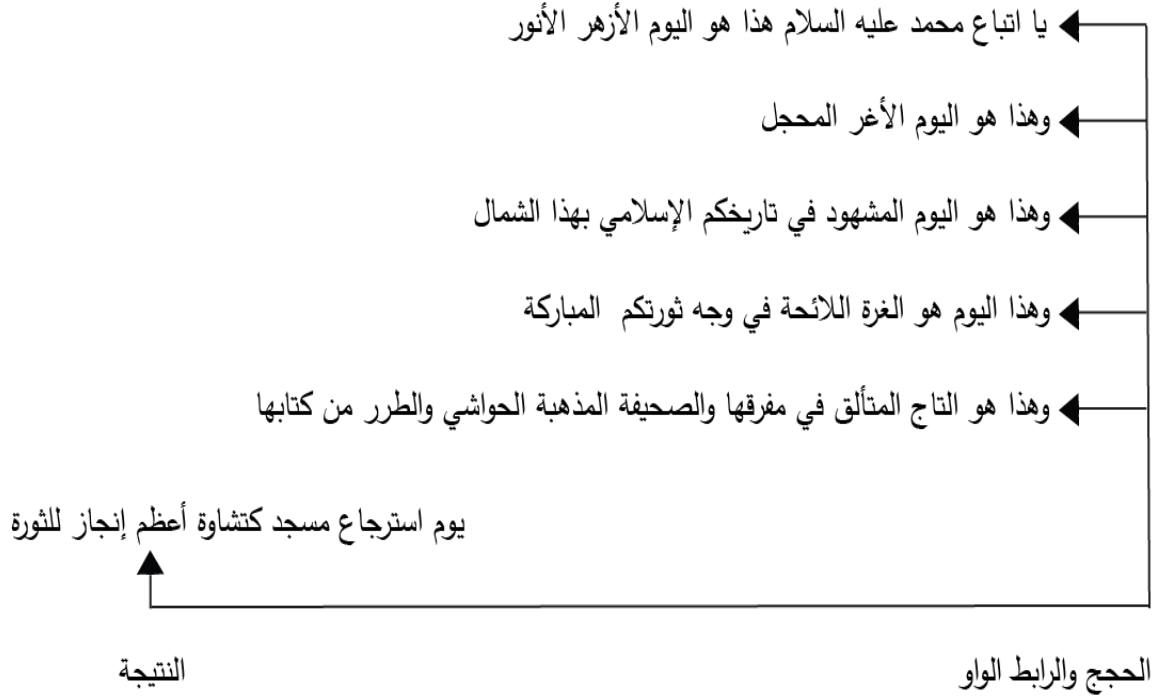 يا اتباع محمد عليه السلام هذا هو اليوم الأزهر الأنور
وهذا هو اليوم الأغر المحجل
وهذا هو اليوم المشهود في تاريخكم الإسلامي بهذا الشمال
وهذا اليوم هو الغرة اللائحة في وجه ثورتكم المباركة
وهذا هو التاج المتألق في مفرقها والصحيفة المذهبة الحواشي والطرر من كتابها
يوم استرجاع مسجد كتشاوة أعظم إنجاز للثورة
الحجج والرابط الواو
النتيجة